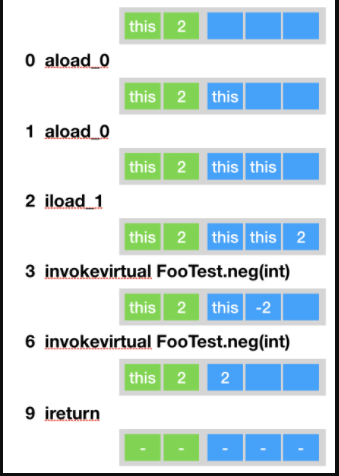 this 2
0 aload_0
this 2 this
1 aload_0
this 2 this this
2 iload_1
this 2 this this 2
3 invokevirtual FooTest.neg(int)
this 2 this -2
6 invokevirtual FooTest.neg(int)
this 2 2
9 ireturn
- - - - -